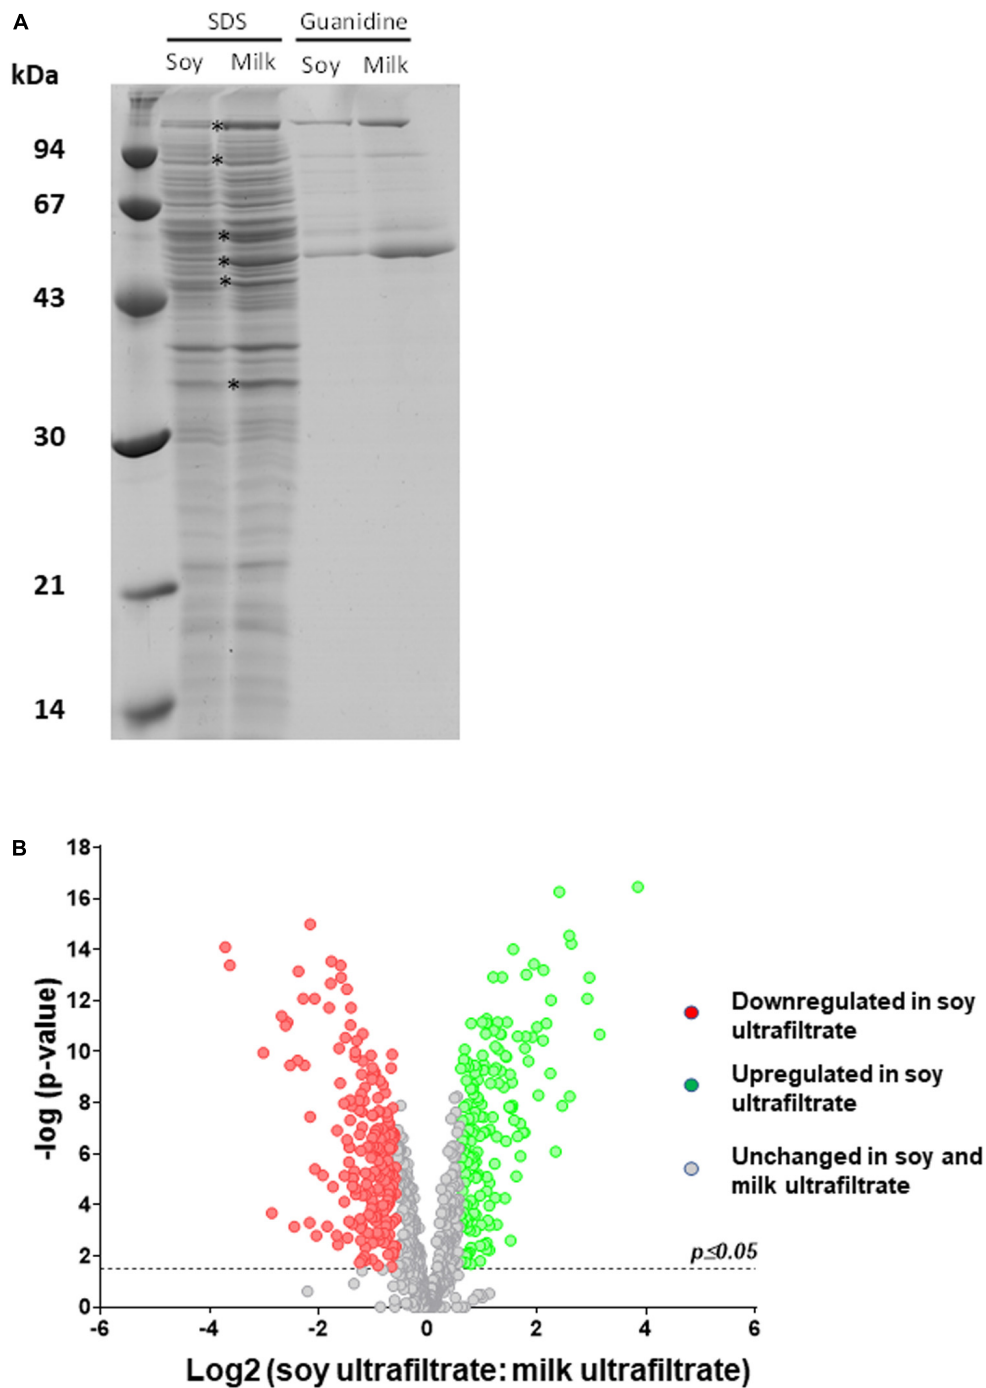 A
SDS Guanidine
Soy Milk Soy Milk
kDa
94
67
43
30
21
14
*
*
*
*
*
*
B
18
16
14
12
10
8
6
4
2
0
-log (p-value)
-6 -4 -2 0 2 4 6
Log2 (soy ultrafiltrate: milk ultrafiltrate)
p≤0.05
Downregulated in soy
ultrafiltrate
Upregulated in soy
ultrafiltrate
Unchanged in soy and
milk ultrafiltrate